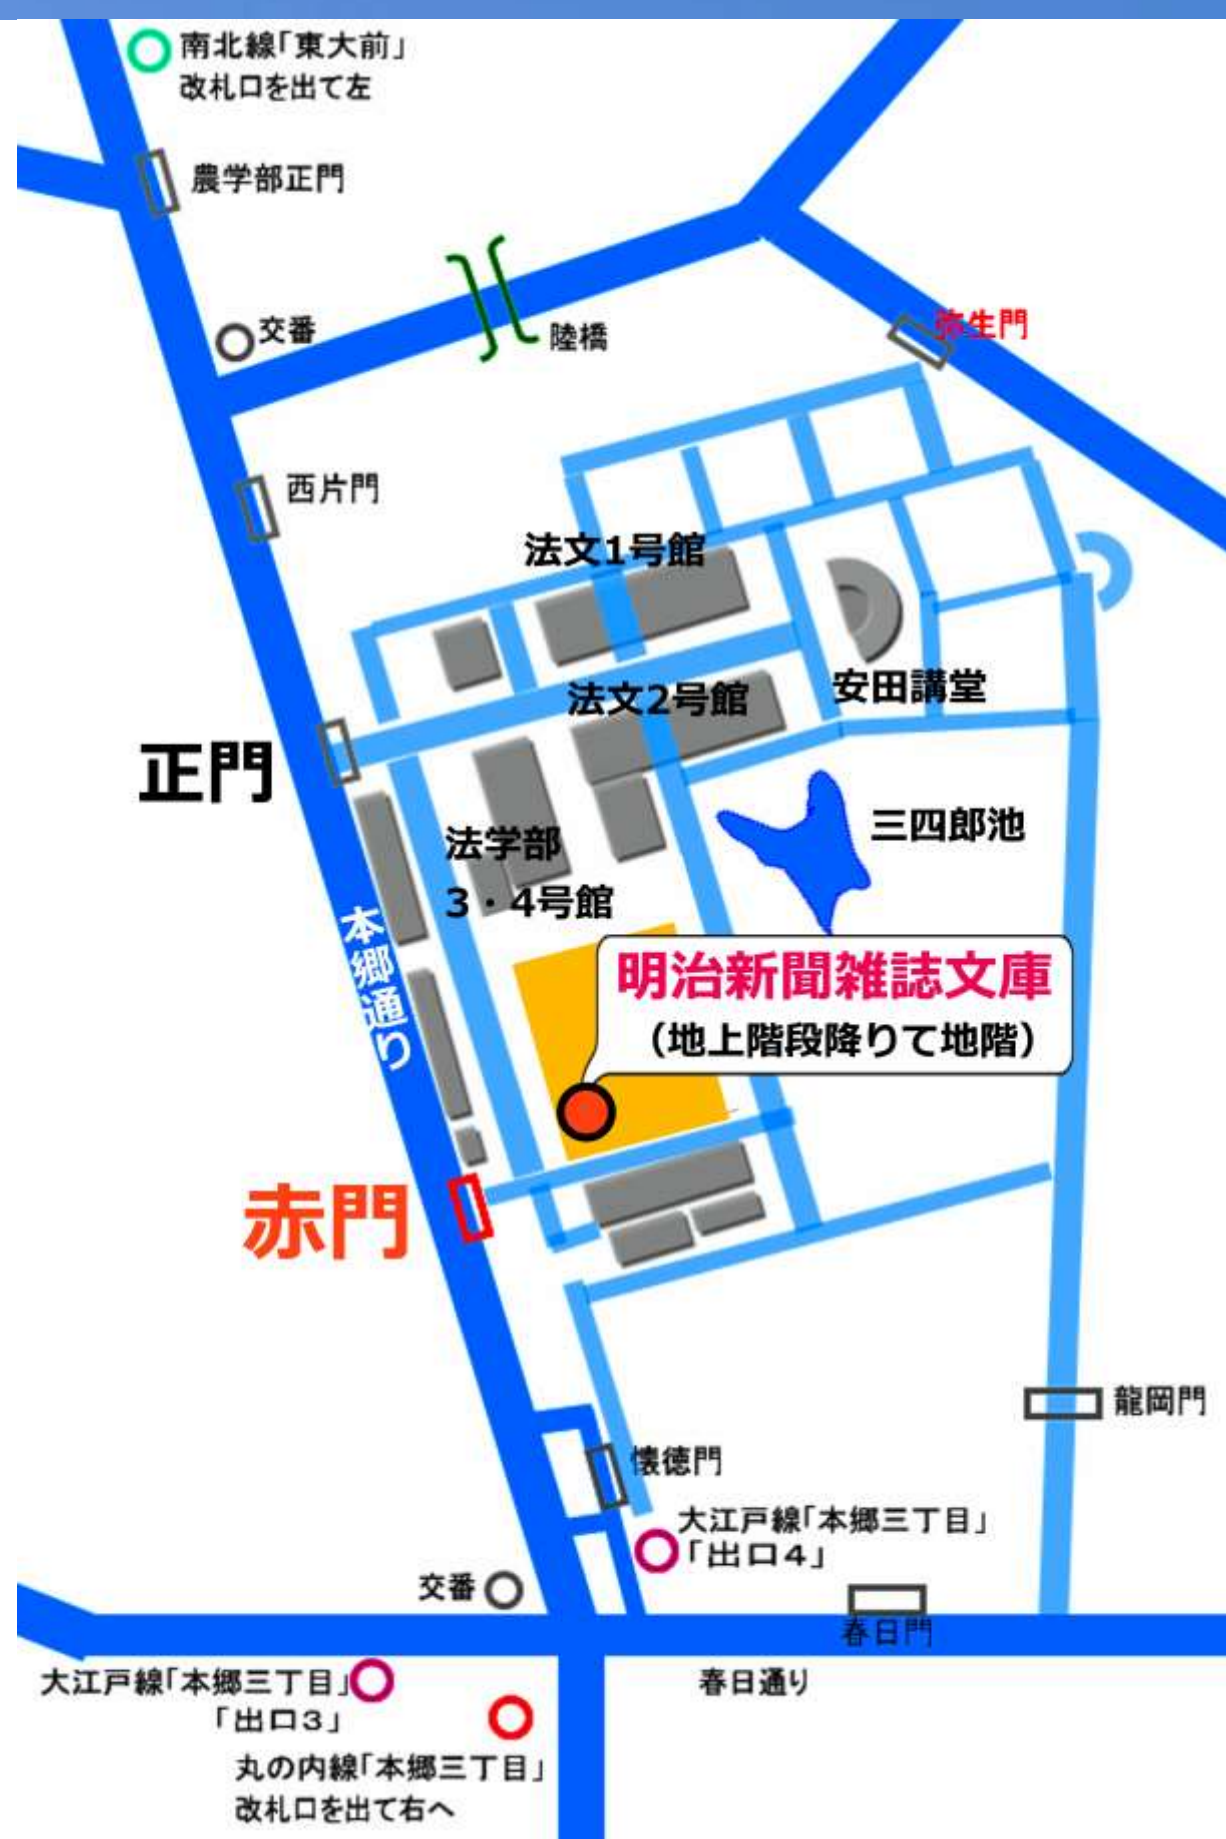 南北線「東大前」
改札口を出て左
農学部正門
交番
陸橋
弥生門
西片門
法文1号館
法文2号館
安田講堂
正門
三四郎池
法学部
3・4号館
本郷通り
明治新聞雑誌文庫
（地上階段降りて地階）
赤門
龍岡門
懐徳門
大江戸線「本郷三丁目」
「出口4」
交番
春日門
大江戸線「本郷三丁目」
「出口3」
春日通り
丸の内線「本郷三丁目」
改札口を出て右へ